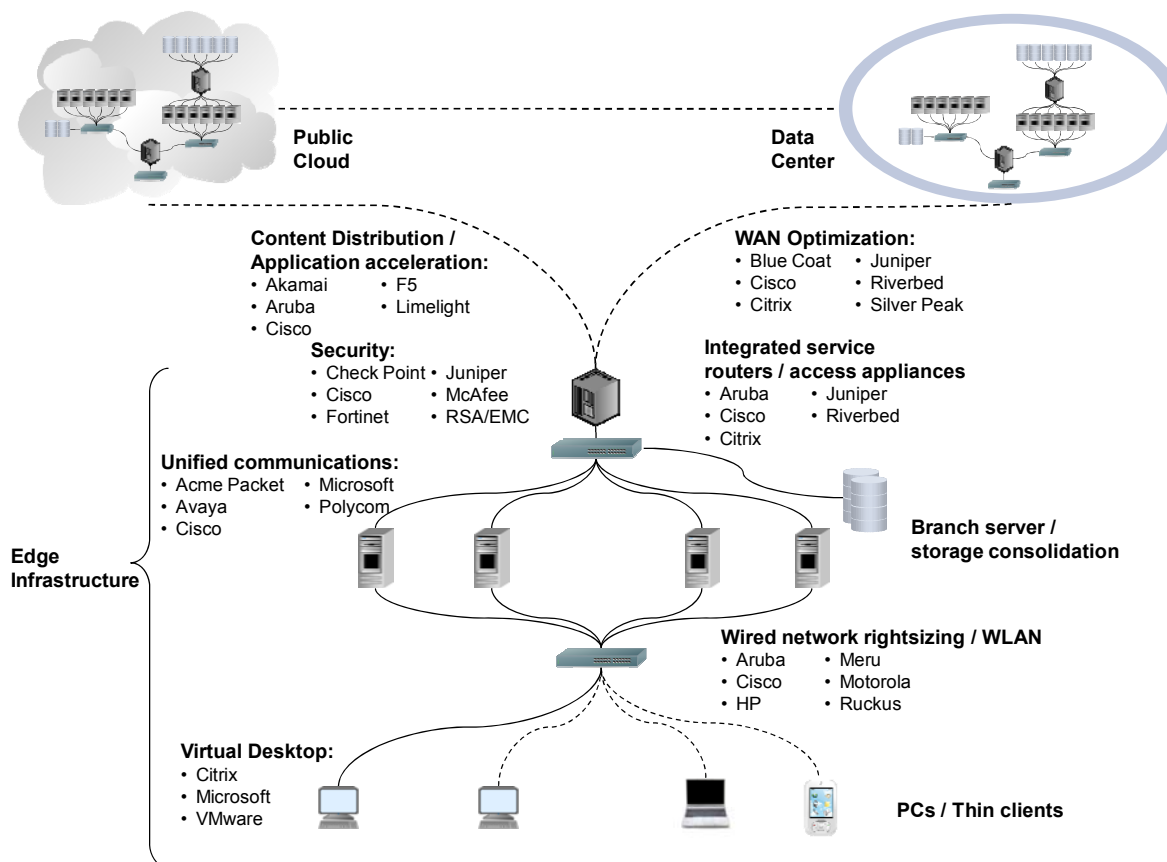 Public
Cloud
Data
Center
Content Distribution /
Application acceleration:
• Akamai
• Aruba
• Cisco
• F5
• Limelight
WAN Optimization:
• Blue Coat
• Cisco
• Citrix
• Juniper
• Riverbed
• Silver Peak
Security:
• Check Point
• Cisco
• Fortinet
• Juniper
• McAfee
• RSA/EMC
Integrated service
routers / access appliances
• Aruba
• Cisco
• Citrix
• Juniper
• Riverbed
Unified communications:
• Acme Packet
• Avaya
• Cisco
• Microsoft
• Polycom
Edge
Infrastructure
Branch server /
storage consolidation
Wired network rightsizing / WLAN
• Aruba
• Cisco
• HP
• Meru
• Motorola
• Ruckus
Virtual Desktop:
• Citrix
• Microsoft
• VMware
PCs / Thin clients